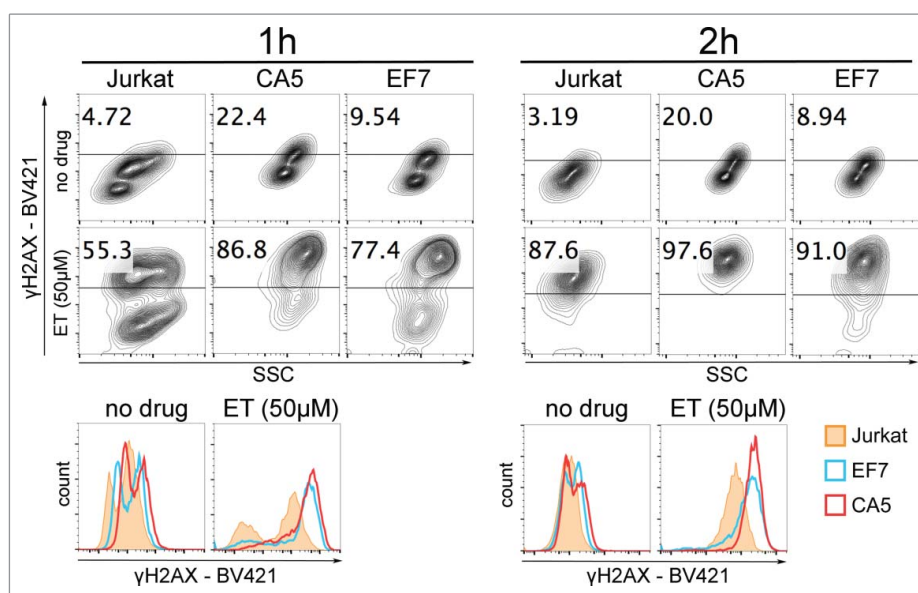 1h
2h
Jurkat CA5 EF7
Jurkat CA5 EF7
γH2AX - BV421
no drug
4.72 22.4 9.54
3.19 20.0 8.94
ET (50µM)
55.3 86.8 77.4
87.6 97.6 91.0
SSC
SSC
no drug ET (50µM)
no drug ET (50µM)
count
count
Jurkat
EF7
CA5
γH2AX - BV421
γH2AX - BV421